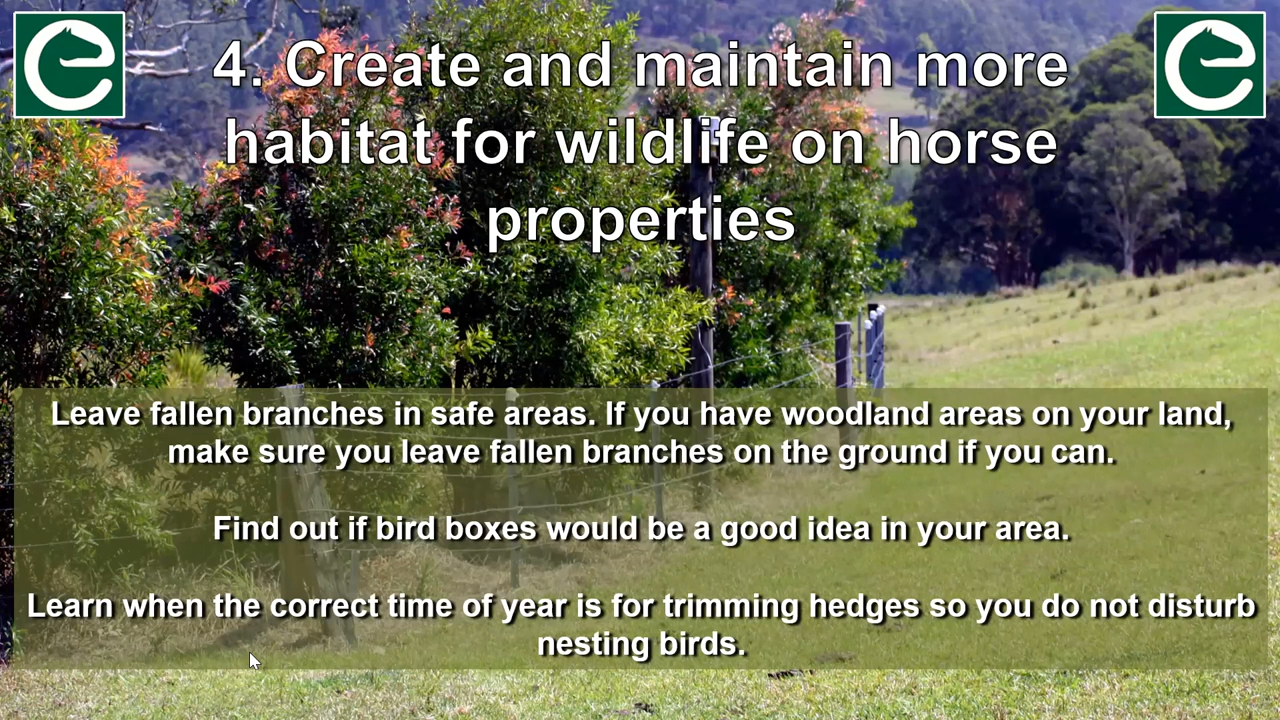 4. Create and maintain more
habitat for wildlife on horse
properties
Leave fallen branches in safe areas. If you have woodland areas on your land,
make sure you leave fallen branches on the ground if you can.
Find out if bird boxes would be a good idea in your area.
Learn when the correct time of year is for trimming hedges so you do not disturb
nesting birds.